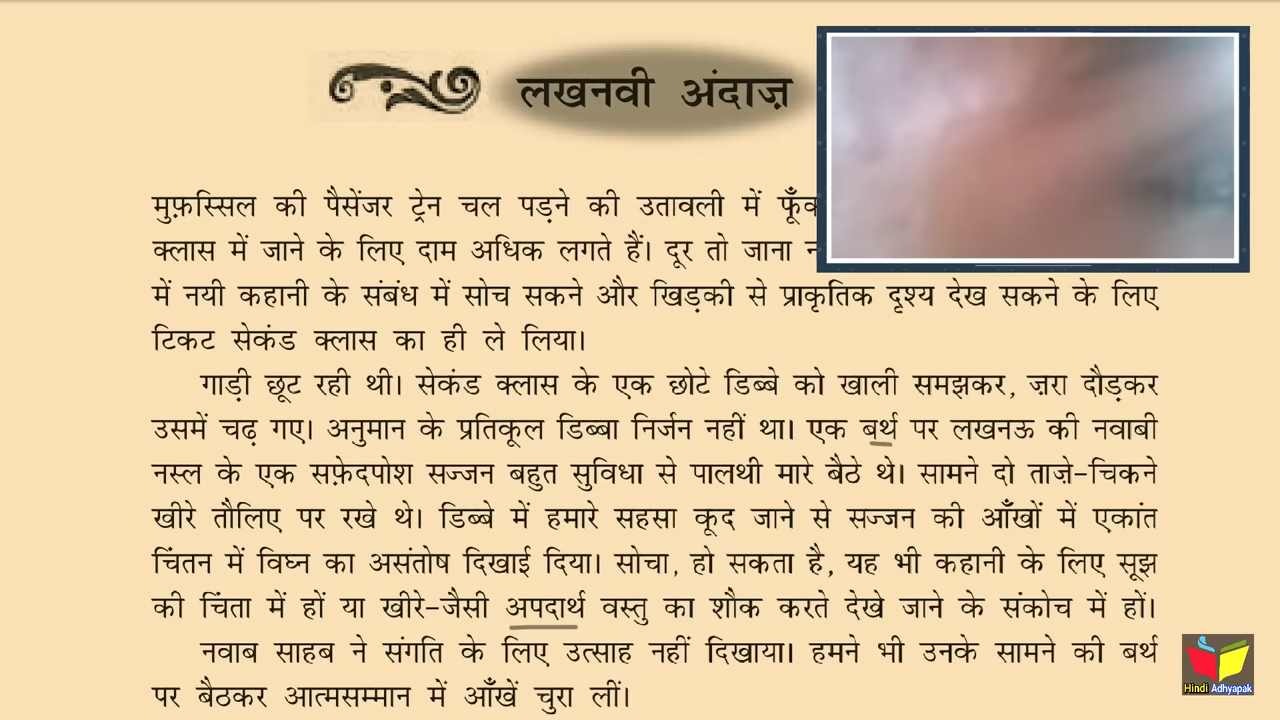 लखनवी अंदाज़
मुफ़स्सिल की पैसेंजर ट्रेन चल पड़ने की उतावली में
क्लास में जाने के लिए दाम अधिक लगते हैं। दूर तो जाना
में नयी कहानी के संबंध में सोच सकने और खिड़की से प्राकृतिक दृश्य देख सकने के लिए
टिकट सेकंड क्लास का ही ले लिया।
गाड़ी छूट रही थी। सेकंड क्लास के एक छोटे डिब्बे को खाली समझकर, ज़रा दौड़कर
उसमें चढ़ गए। अनुमान के प्रतिकूल डिब्बा निर्जन नहीं था। एक बर्थ पर लखनऊ की नवाबी
नस्ल के एक सफ़ेदपोश सज्जन बहुत सुविधा से पालथी मारे बैठे थे। सामने दो ताज़े-चिकने
खीरे तौलिए पर रखे थे। डिब्बे में हमारे सहसा कूद जाने से सज्जन की आँखों में एकांत
चिंतन में विघ्न का असंतोष दिखाई दिया। सोचा, हो सकता है, यह भी कहानी के लिए सूझ
की चिंता में हों या खीरे-जैसी अपदार्थ वस्तु का शौक करते देखे जाने के संकोच में हों।
नवाब साहब ने संगति के लिए उत्साह नहीं दिखाया। हमने भी उनके सामने की बर्थ
पर बैठकर आत्मसम्मान में आँखें चुरा लीं।
Hindi Adhyapak